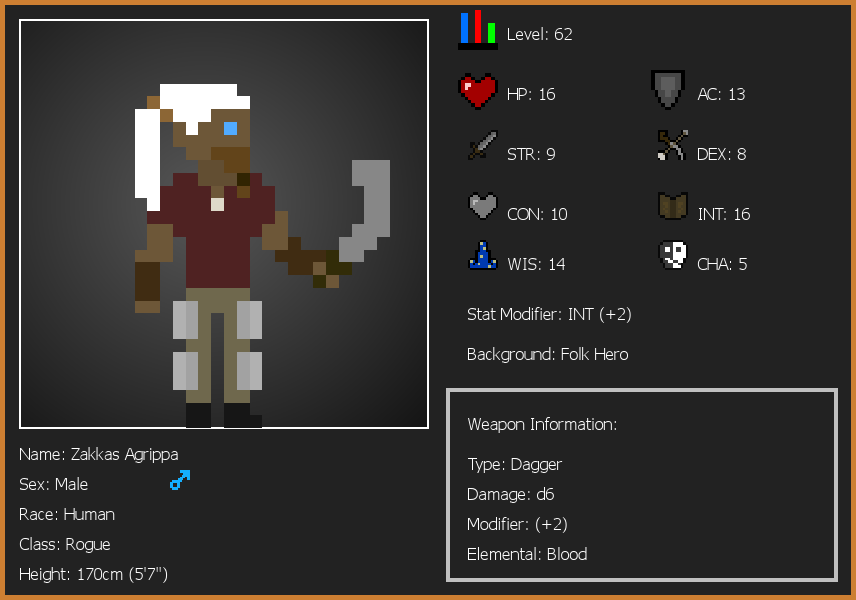 Level: 62
HP: 16
AC: 13
STR: 9
DEX: 8
CON: 10
INT: 16
WIS: 14
CHA: 5
Stat Modifier: INT (+2)
Background: Folk Hero
Weapon Information:
Type: Dagger
Damage: d6
Modifier: (+2)
Elemental: Blood
Name: Zakkas Agrippa
Sex: Male
Race: Human
Class: Rogue
Height: 170cm (5'7")